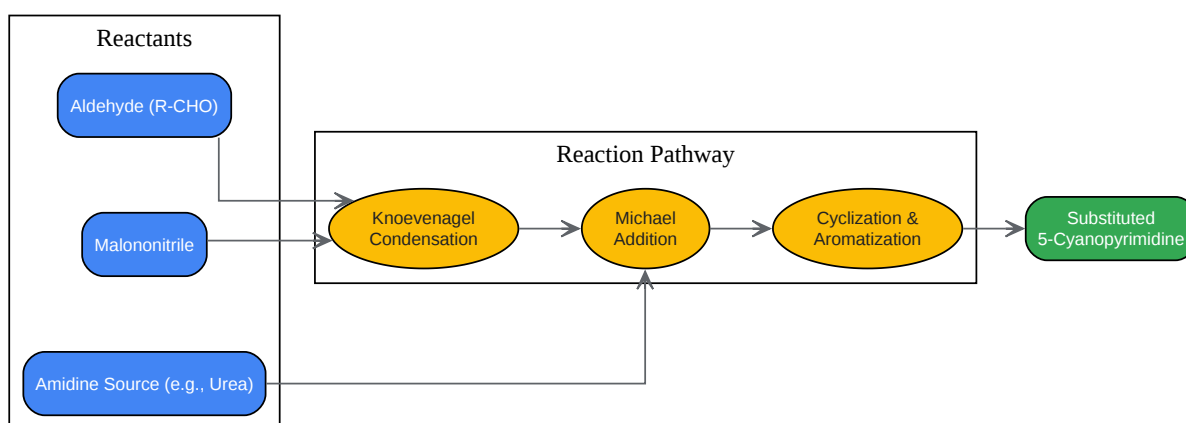 Reactants
Aldehyde (R-CHO)
Malononitrile
Amidine Source (e.g., Urea)
Reaction Pathway
Knoevenagel
Condensation
Michael
Addition
Cyclization &
Aromatization
Substituted
5-Cyanopyrimidine